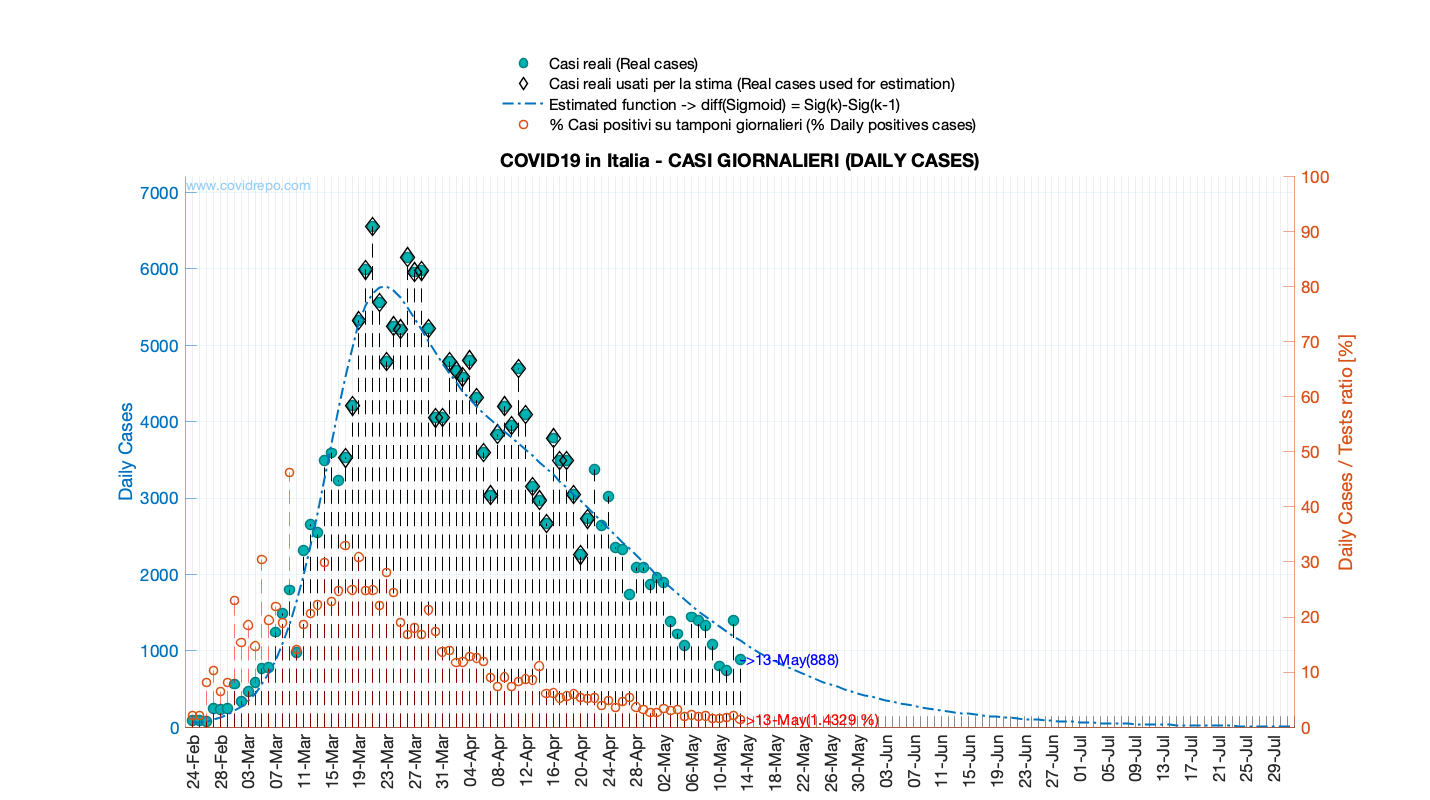 Casi reali (Real cases)
Casi reali usati per la stima (Real cases used for estimation)
Estimated function -> diff(Sigmoid) = Sig(k)-Sig(k-1)
% Casi positivi su tamponi giornalieri (% Daily positives cases)
COVID19 in Italia - CASI GIORNALIERI (DAILY CASES)
www.covidrepo.com
Daily Cases
7000
6000
5000
4000
3000
2000
1000
0
100
90
80
70
60
50
40
30
20
10
0
Daily Cases / Tests ratio [%]
->13-May(888)
->13-May(1.4329 %)
24-Feb
28-Feb
03-Mar
07-Mar
11-Mar
15-Mar
19-Mar
23-Mar
27-Mar
31-Mar
04-Apr
08-Apr
12-Apr
16-Apr
20-Apr
24-Apr
28-Apr
02-May
06-May
10-May
14-May
18-May
22-May
26-May
30-May
03-Jun
07-Jun
11-Jun
15-Jun
19-Jun
23-Jun
27-Jun
01-Jul
05-Jul
09-Jul
13-Jul
17-Jul
21-Jul
25-Jul
29-Jul